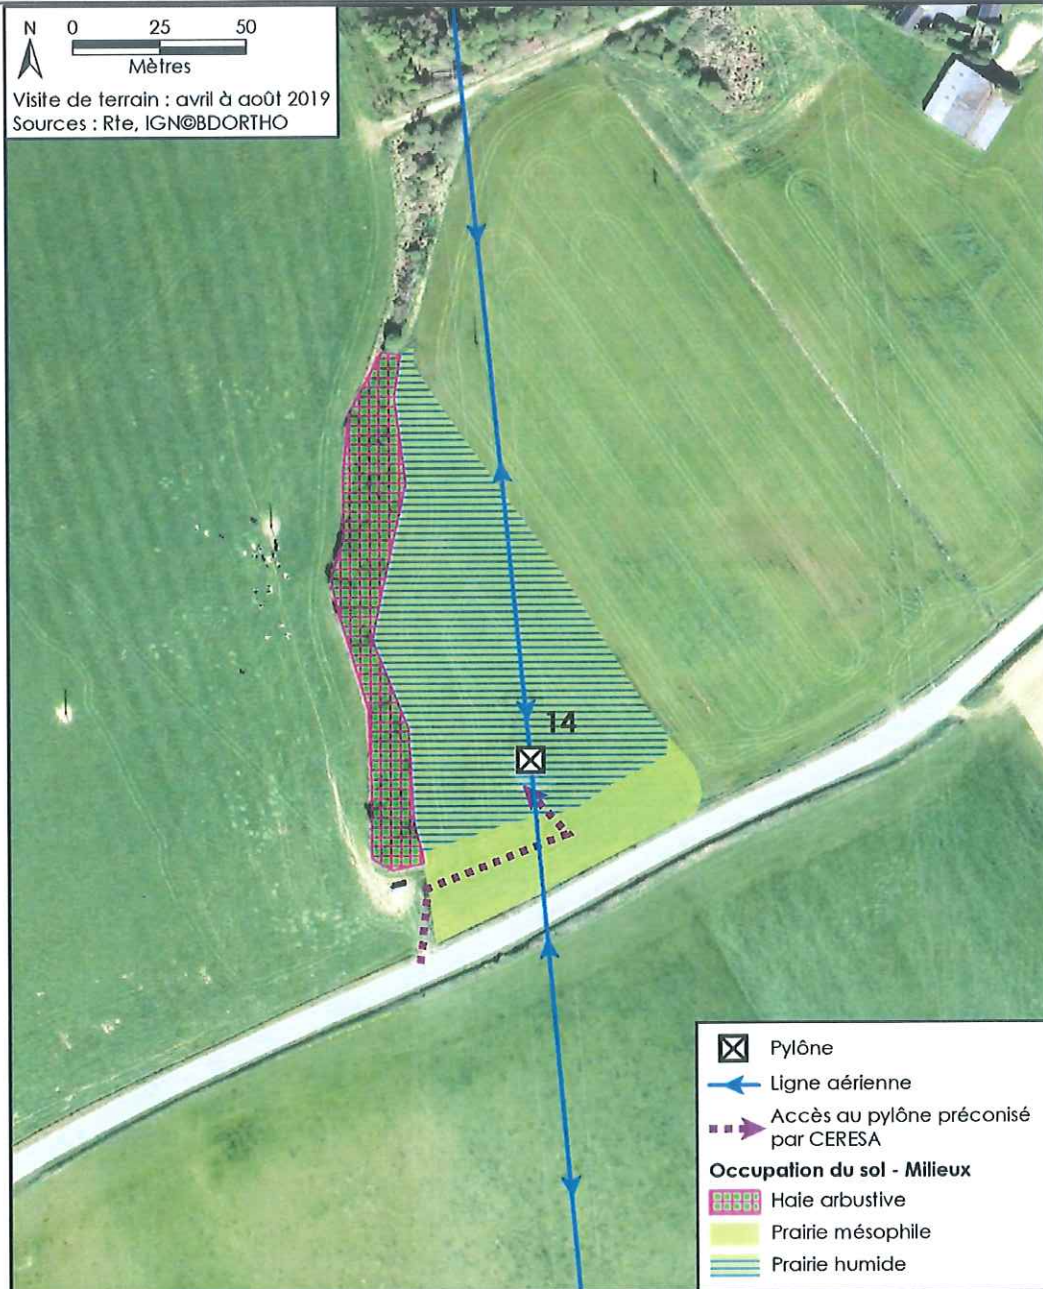 N
0 25 50
Mètres
Visite de terrain : avril à août 2019
Sources : Rte, IGN©BDORTHO
14
Pylône
Ligne aérienne
Accès au pylône préconisé
par CERESA
Occupation du sol - Milieux
Haie arbustive
Prairie mésophile
Prairie humide